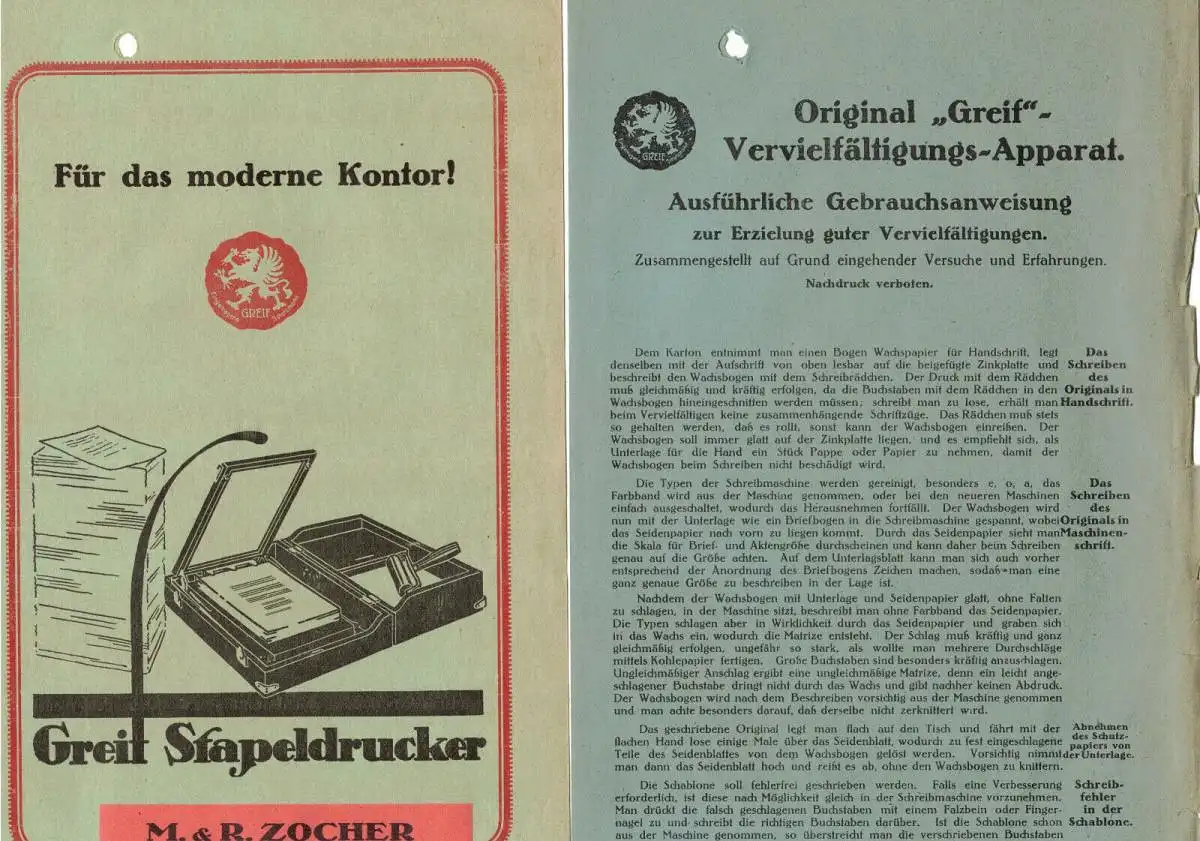 Für das moderne Kontor!
GREIF
Greif Stapeldrucker
M. & R. ZOCHER
GREIF
Original „Greif“-
Vervielfältigungs-Apparat.
Ausführliche Gebrauchsanweisung
zur Erzielung guter Vervielfältigungen.
Zusammengestellt auf Grund eingehender Versuche und Erfahrungen.
Nachdruck verboten.
Dem Karton entnimmt man einen Bogen Wachspapier für Handschrift, legt
denselben mit der Aufschrift von oben lesbar auf die beigefügte Zinkplatte und
beschreibt den Wachsbogen mit dem Schreibrädchen. Der Druck mit dem Rädchen
muß gleichmäßig und kräftig erfolgen, da die Buchstaben mit dem Rädchen in den
Wachsbogen hineingeschnitten werden müssen; schreibt man zu lose, erhält man
beim Vervielfältigen keine zusammenhängende Schriftzüge. Das Rädchen muß stets
so gehalten werden, daß es rollt, sonst kann der Wachsbogen einreißen. Der
Wachsbogen soll immer glatt auf der Zinkplatte liegen, und es empfiehlt sich, als
Unterlage für die Hand ein Stück Pappe oder Papier zu nehmen, damit der
Wachsbogen beim Schreiben nicht beschädigt wird.
Das
Schreiben
des
Originals in
Handschrift.
Die Typen der Schreibmaschine werden gereinigt, besonders e, o, a, das
Farbband wird aus der Maschine genommen, oder bei den neueren Maschinen
einfach ausgeschaltet, wodurch das Herausnehmen fortfällt. Der Wachsbogen wird
nun mit der Unterlage wie ein Briefbogen in die Schreibmaschine gespannt, wobei
das Seidenpapier nach vorn zu liegen kommt. Durch das Seidenpapier sieht man
die Skala für Brief- und Aktengröße durchscheinen und kann daher beim Schreiben
genau auf die Größe achten. Auf dem Unterlagsblatt kann man sich auch vorher
entsprechend der Anordnung des Briefbogens Zeichen machen, sodaß man eine
ganz genaue Größe zu beschreiben in der Lage ist.
Das
Schreiben
des
Originals in
Maschinen-
schrift.
Nachdem der Wachsbogen mit Unterlage und Seidenpapier glatt, ohne Falten
zu schlagen, in der Maschine sitzt, beschreibt man ohne Farbband das Seidenpapier.
Die Typen schlagen aber in Wirklichkeit durch das Seidenpapier und graben sich
in das Wachs ein, wodurch die Matrize entsteht. Der Schlag muß kräftig und ganz
gleichmäßig erfolgen, ungefähr so stark, als wollte man mehrere Durchschläge
mittels Kohlepapier fertigen. Große Buchstaben sind besonders kräftig anzuschlagen.
Ungleichmäßiger Anschlag ergibt eine ungleichmäßige Matrize, denn ein leicht ange-
schlagener Buchstabe dringt nicht durch das Wachs und gibt nachher keinen Abdruck.
Der Wachsbogen wird nach dem Beschreiben vorsichtig aus der Maschine genommen
und man achte besonders darauf, daß derselbe nicht zerknittert wird.
Das geschriebene Original legt man flach auf den Tisch und fährt mit der
flachen Hand lose einige Male über das Seidenblatt, wodurch zu fest eingeschlagene
Teile des Seidenblattes von dem Wachsbogen gelöst werden. Vorsichtig nimmt
man dann das Seidenblatt hoch und reißt es ab, ohne den Wachsbogen zu knittern.
Abnehmen
des Schutz-
papiers von
der Unterlage.
Die Schablone soll fehlerfrei geschrieben werden. Falls eine Verbesserung
erforderlich, ist diese nach Möglichkeit gleich in der Schreibmaschine vorzunehmen.
Man drückt die falsch geschlagenen Buchstaben mit einem Falzbein oder Finger-
nagel zu und schreibt die richtigen Buchstaben darüber. Ist die Schablone schon
aus der Maschine genommen, so überstreicht man die verschriebenen Buchstaben
Schreib-
fehler
in der
Schablone.